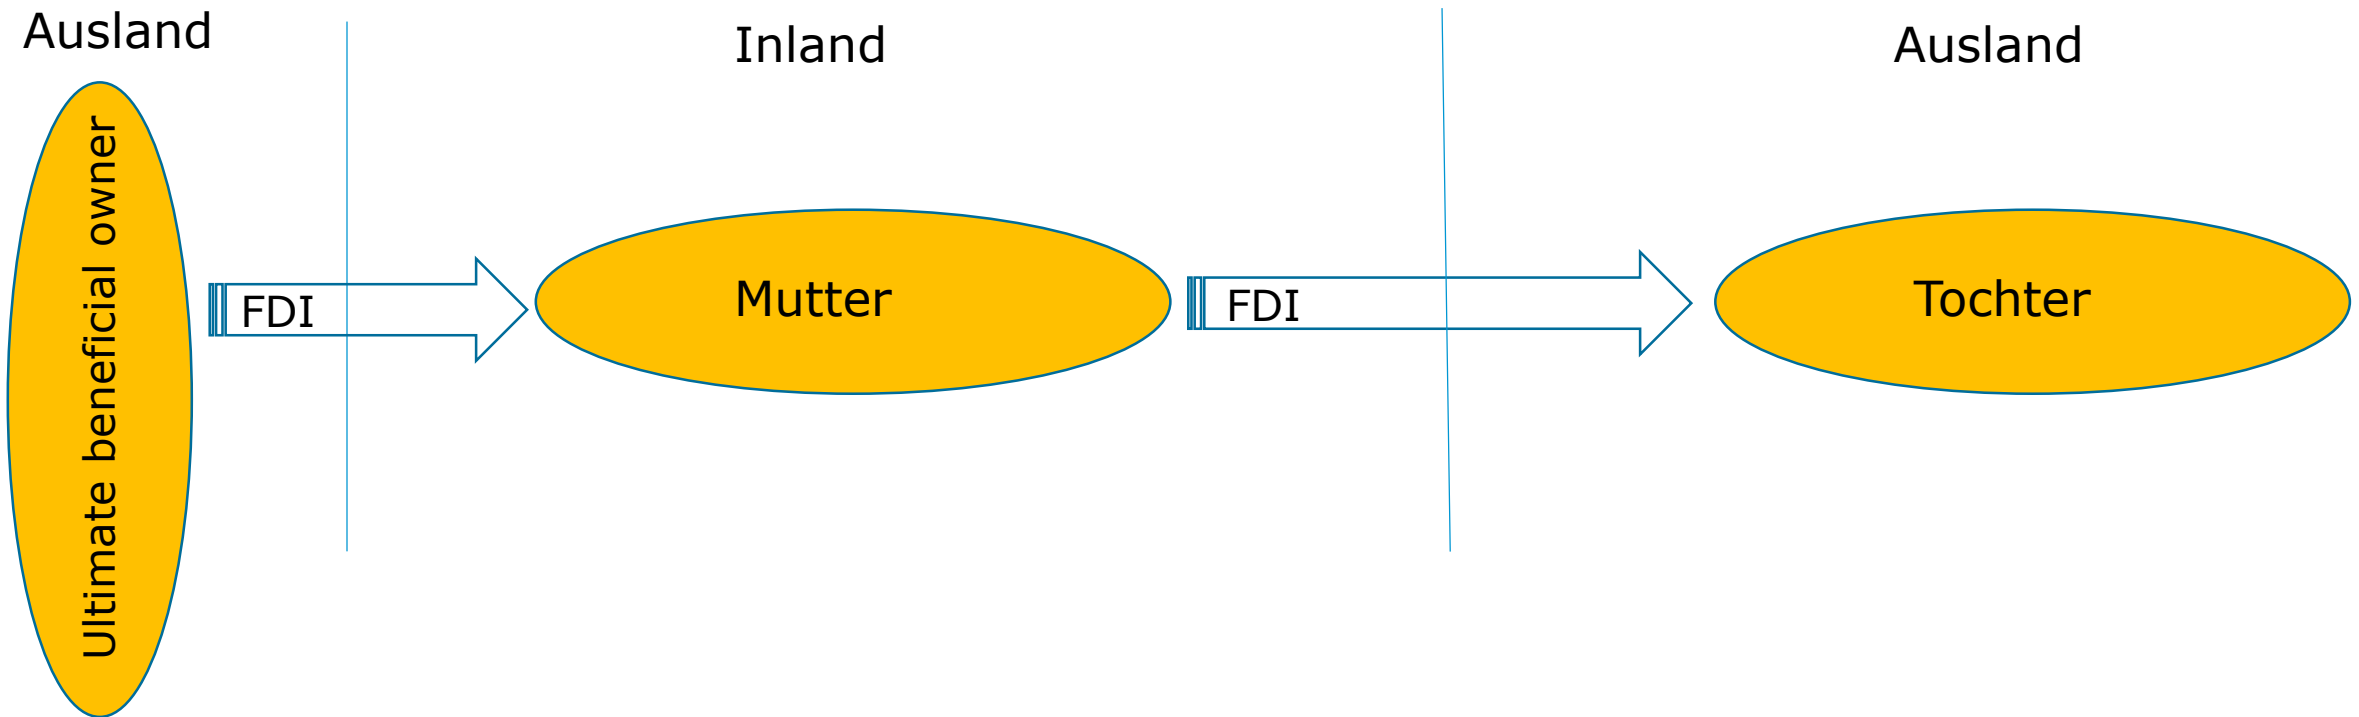 Ausland
Inland
Ausland
Ultimate beneficial owner
FDI
Mutter
FDI
Tochter